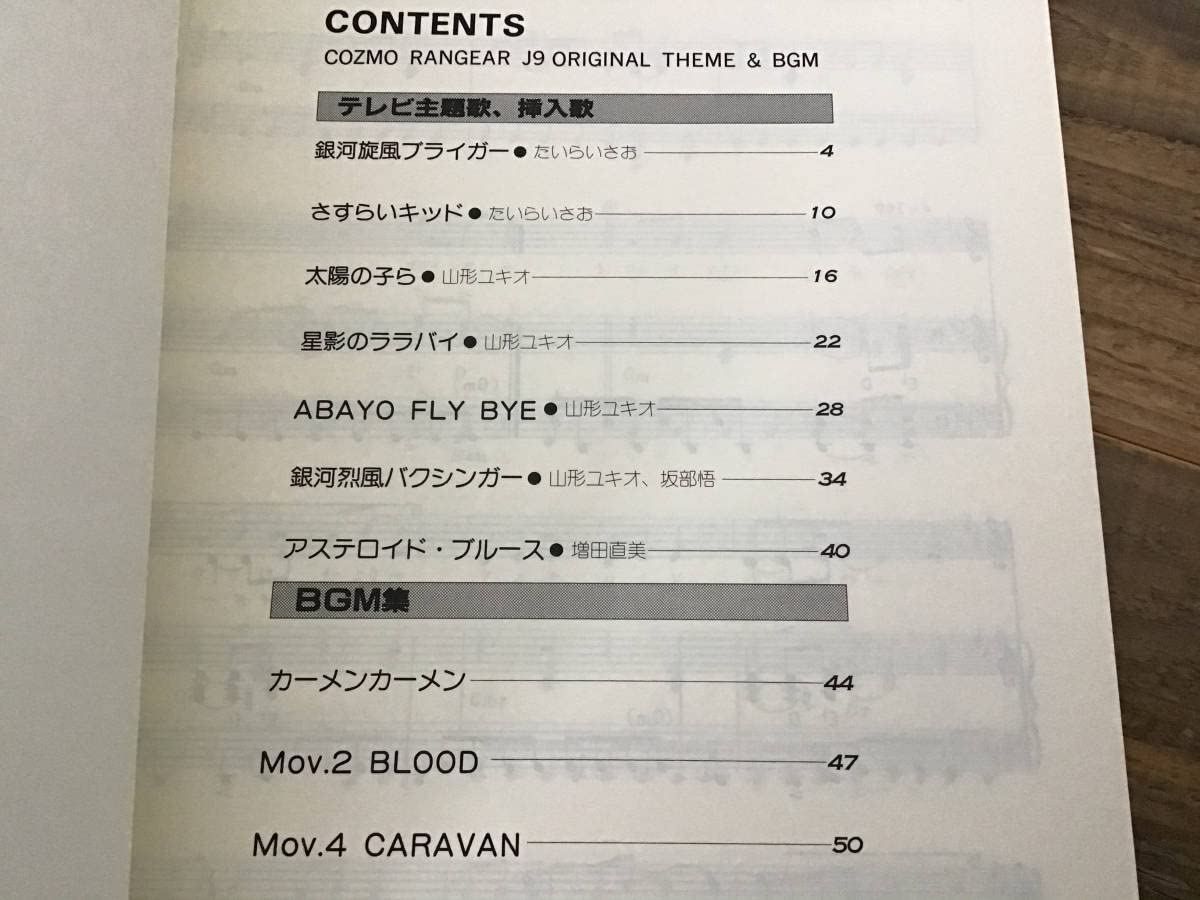 CONTENTS
COZMO RANGEAR J9 ORIGINAL THEME & BGM
テレビ主題歌、挿入歌
銀河旋風ブライガー●たいらいさお 4
さすらいキッド●たいらいさお 10
太陽の子ら●山形ユキオ 16
星影のララバイ●山形ユキオ 22
ABAYO FLY BYE●山形ユキオ 28
銀河烈風バクシンガー●山形ユキオ、坂部悟 34
アステロイド・ブルース●増田直美 40
BGM集
カーメンカーメン 44
Mov.2 BLOOD 47
Mov.4 CARAVAN 50